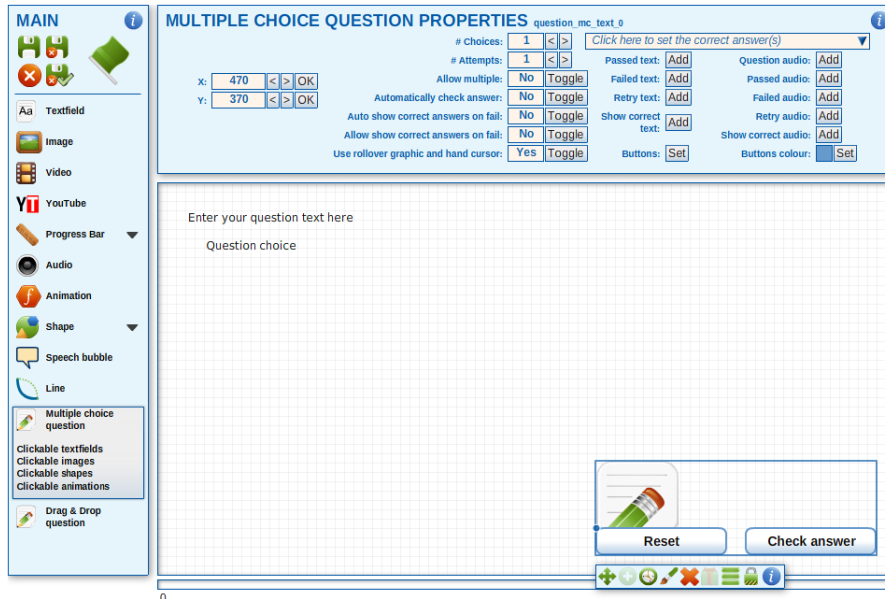 MAIN
Aa Textfield
Image
Video
YT YouTube
Progress Bar
Audio
Animation
Shape
Speech bubble
Line
Multiple choice
question
Clickable textfields
Clickable images
Clickable shapes
Clickable animations
Drag & Drop
question
MULTIPLE CHOICE QUESTION PROPERTIES question_mc_text_0
# Choices: 1 < > Click here to set the correct answer(s)
# Attempts: 1 < > Passed text: Add Question audio: Add
X: 470 < > OK Allow multiple: No Toggle Failed text: Add Passed audio: Add
Y: 370 < > OK Automatically check answer: No Toggle Retry text: Add Failed audio: Add
Auto show correct answers on fail: No Toggle Show correct text: Add Retry audio: Add
Allow show correct answers on fail: No Toggle Show correct audio: Add
Use rollover graphic and hand cursor: Yes Toggle Buttons: Set Buttons colour: Set
Enter your question text here
Question choice
Reset Check answer
0